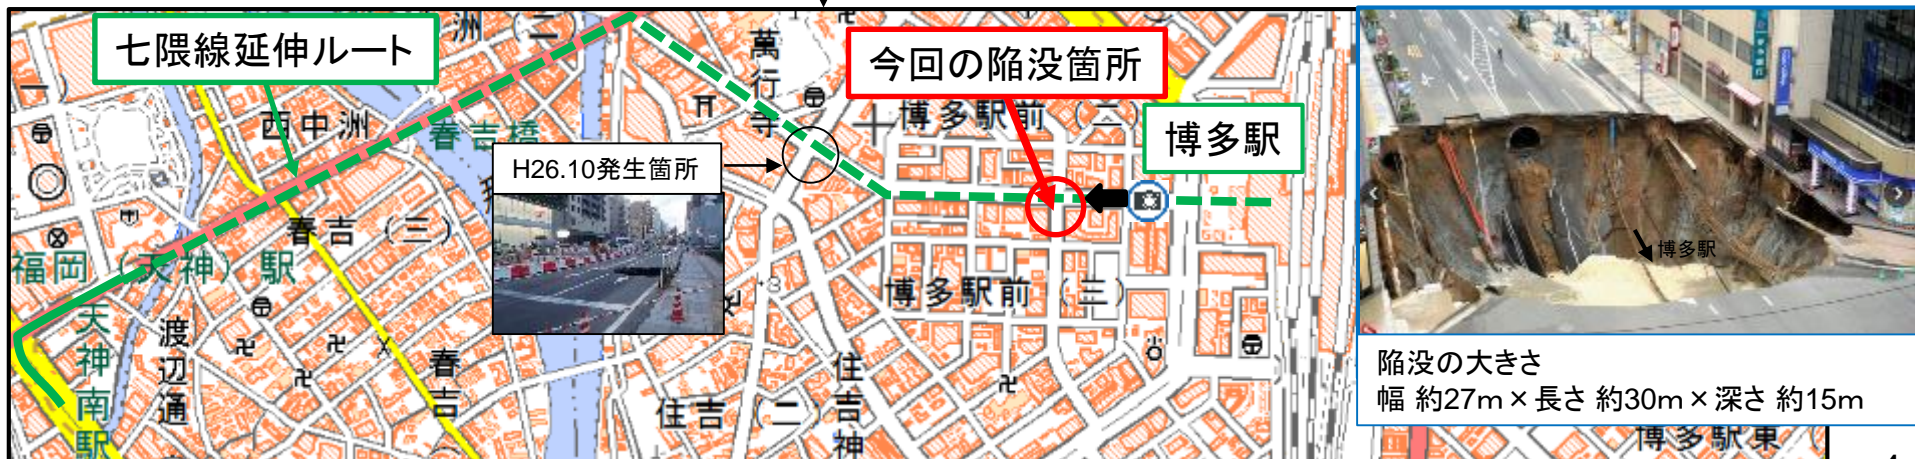 七隈線延伸ルート
今回の陥没箇所
博多駅
H26.10発生箇所
洲(二)
萬行寺
西中洲
春吉橋
博多駅前(二)
春吉(三)
福岡(天神)駅
天神南駅
渡辺通
春吉
博多駅前(三)
住吉(二)
住吉神
博多駅
陥没の大きさ
幅 約27m×長さ 約30m×深さ 約15m
博多駅東